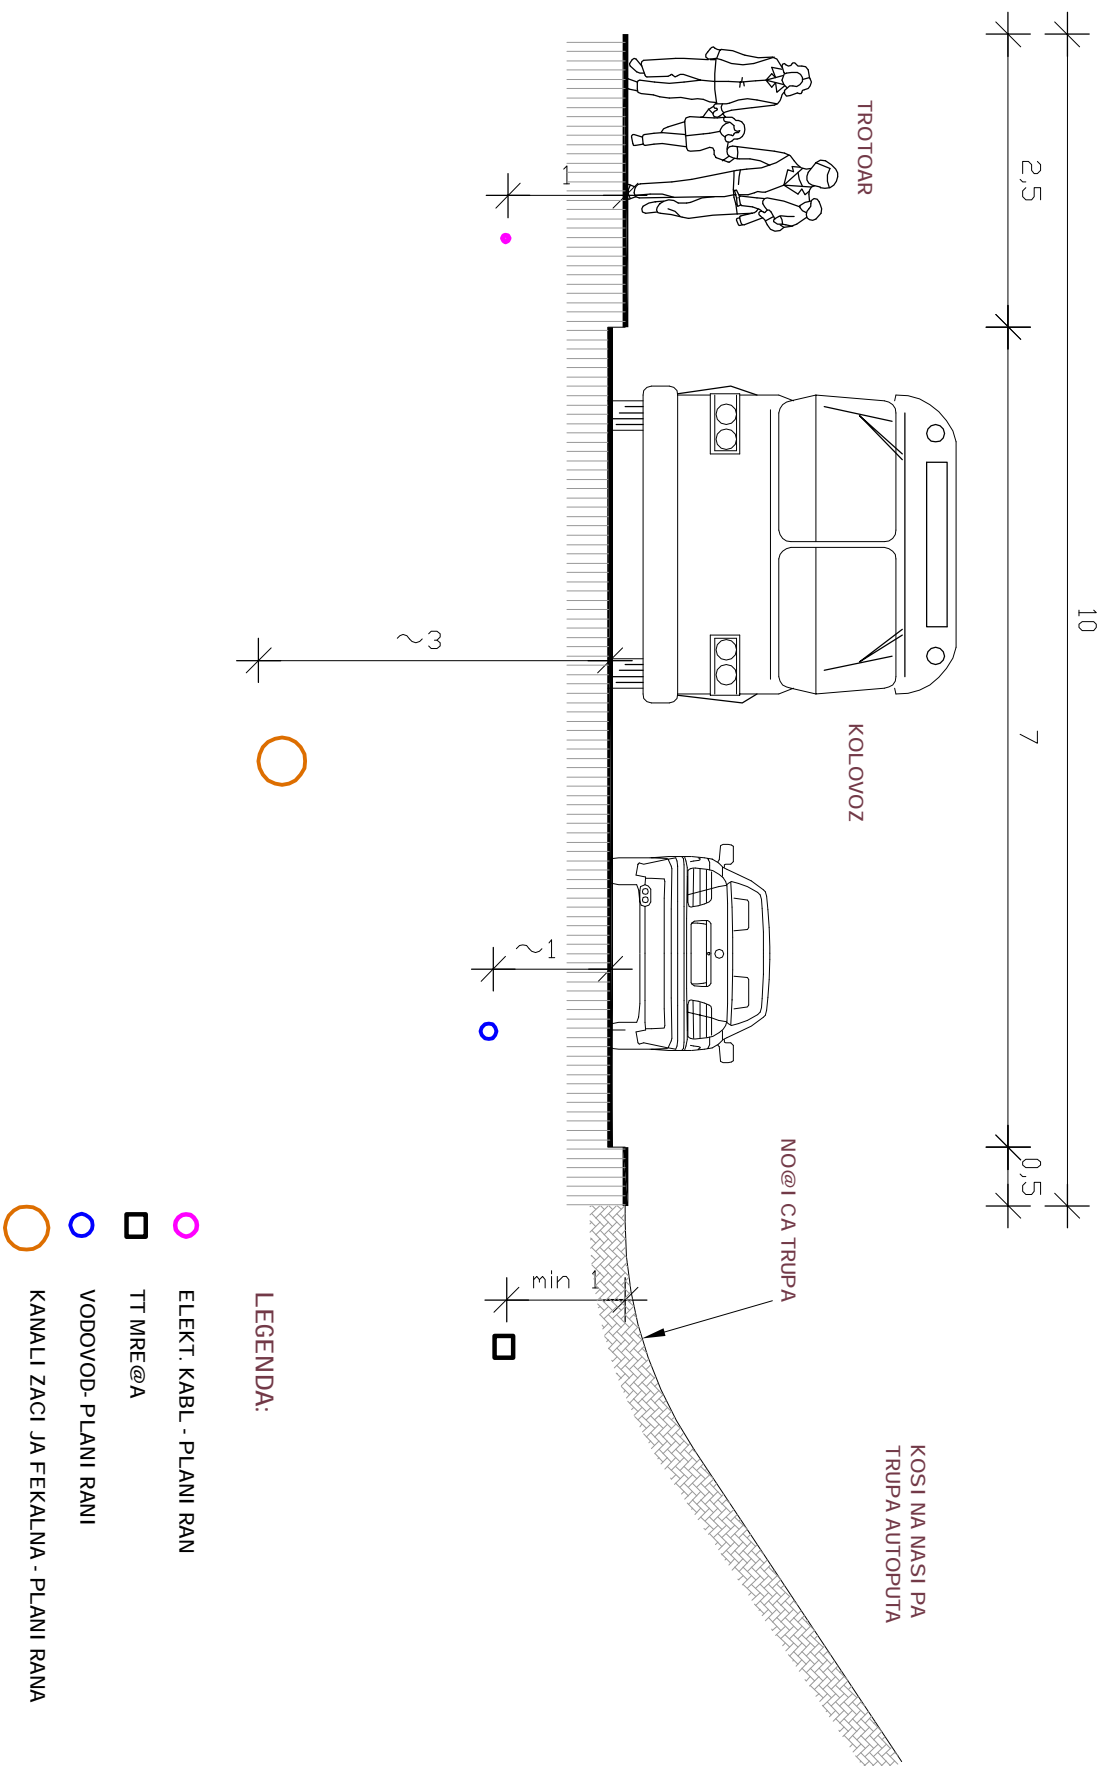 10
2,5
7
0,5
TROTOAR
KOLOVOZ
NO@I CA TRUPA
KOSI NA NASI PA
TRUPA AUTOPUTA
1
~3
~1
min 1
LEGENDA:
ELEKT. KABL - PLANI RAN
TT MRE@A
VODOVOD- PLANI RANI
KANALI ZACI JA FEKALNA - PLANI RANA